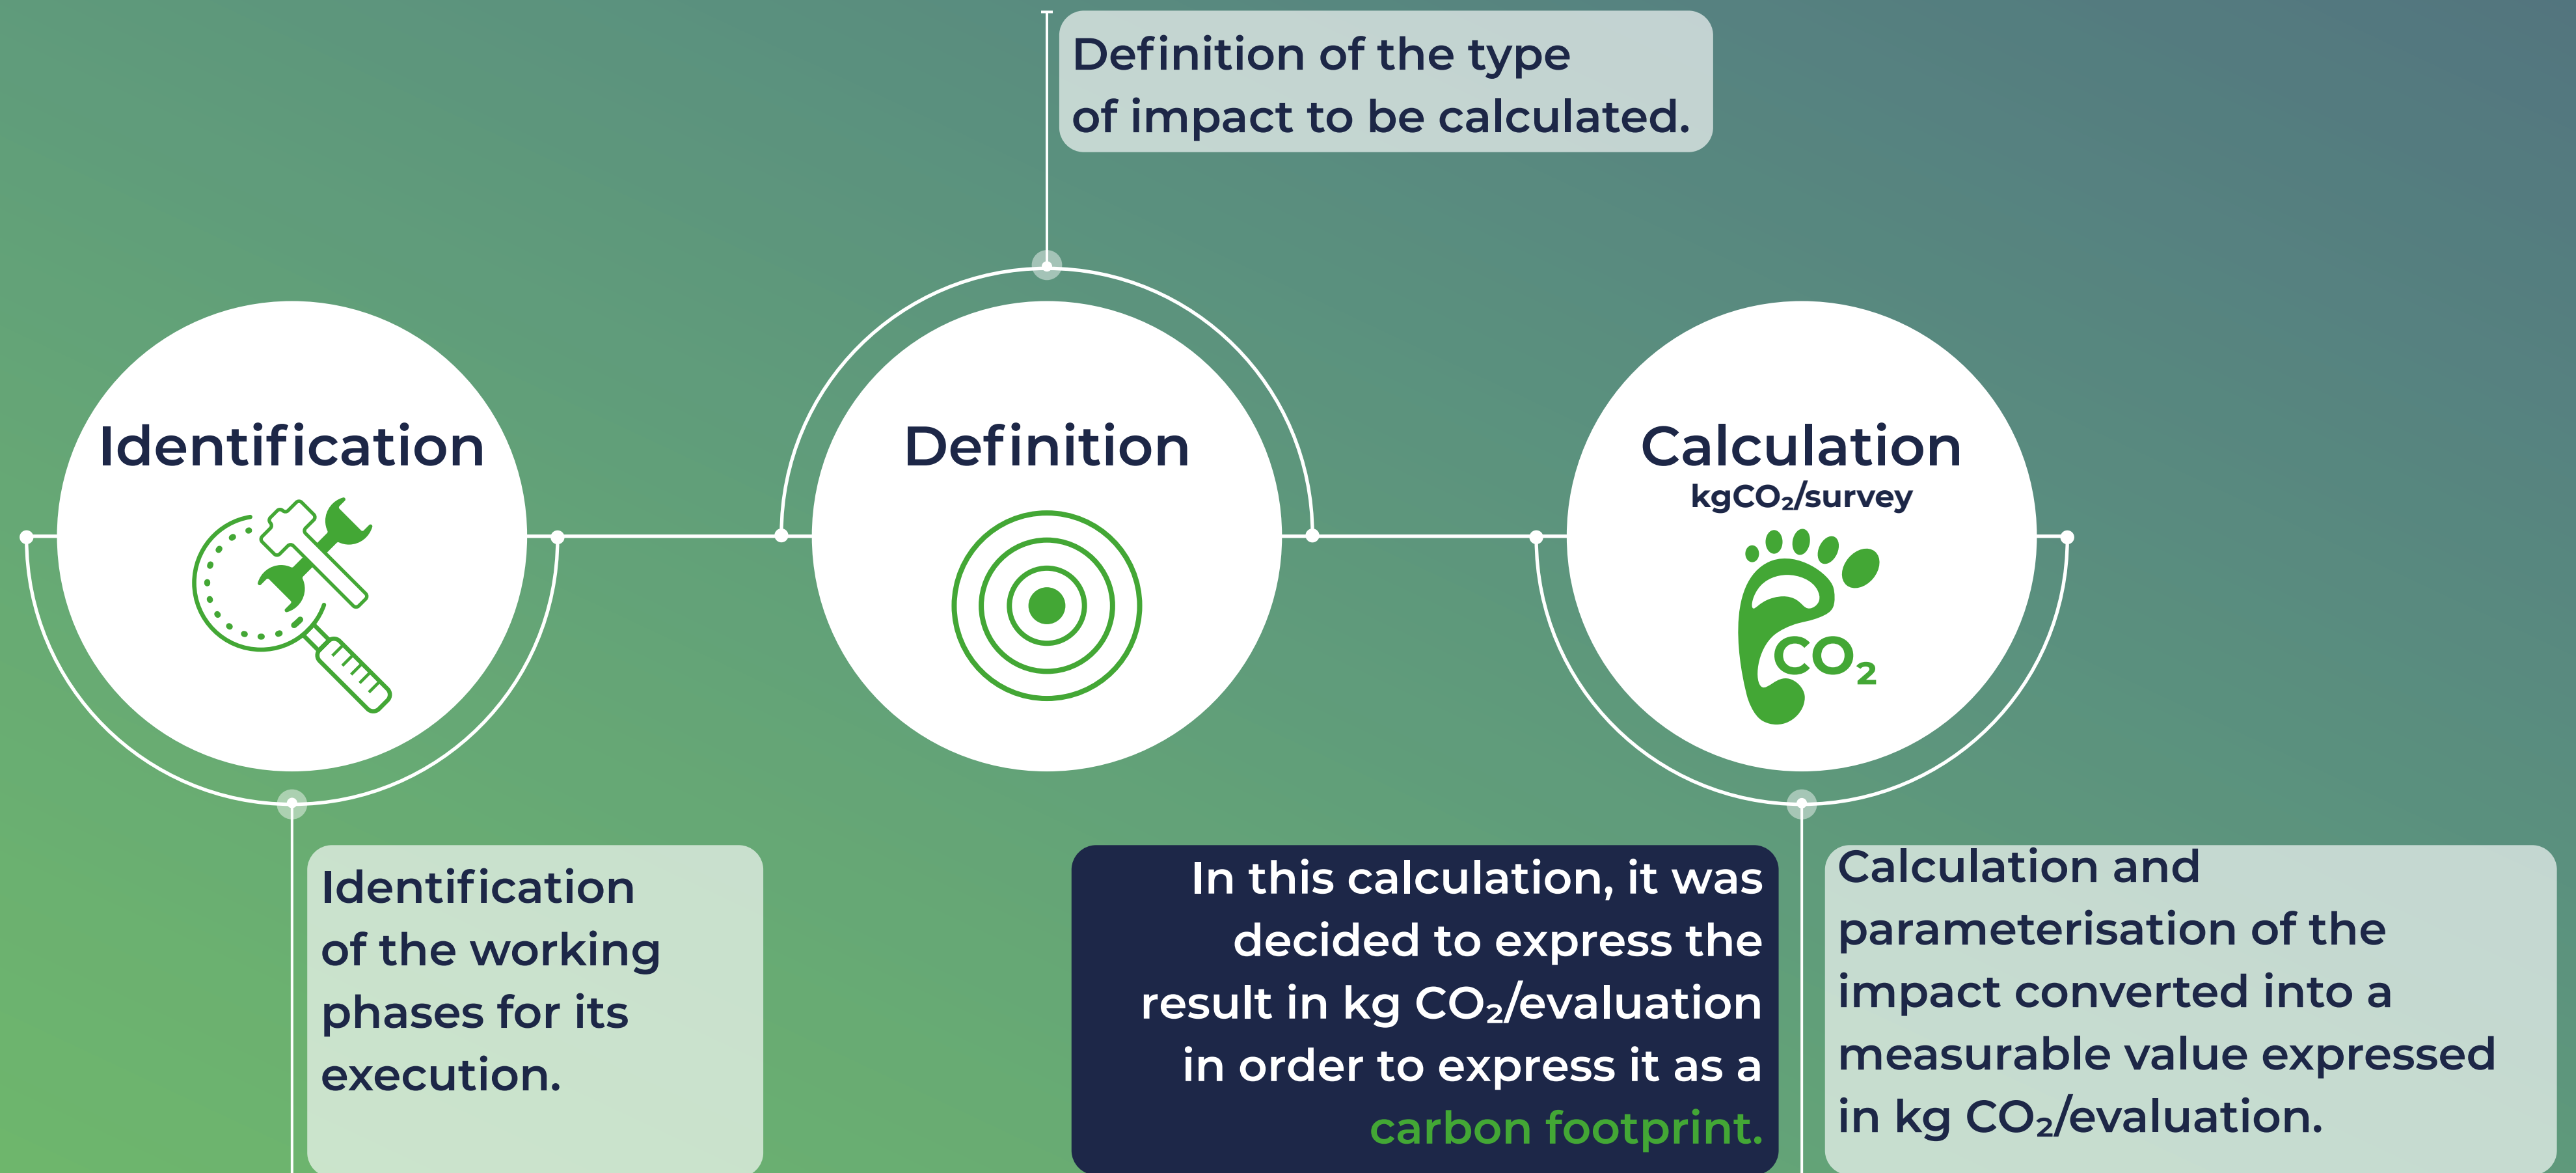 Definition of the type
of impact to be calculated.
Identification
Definition
Calculation
kgCO₂/survey
CO₂
Identification
of the working
phases for its
execution.
In this calculation, it was
decided to express the
result in kg CO₂/evaluation
in order to express it as a
carbon footprint.
Calculation and
parameterisation of the
impact converted into a
measurable value expressed
in kg CO₂/evaluation.